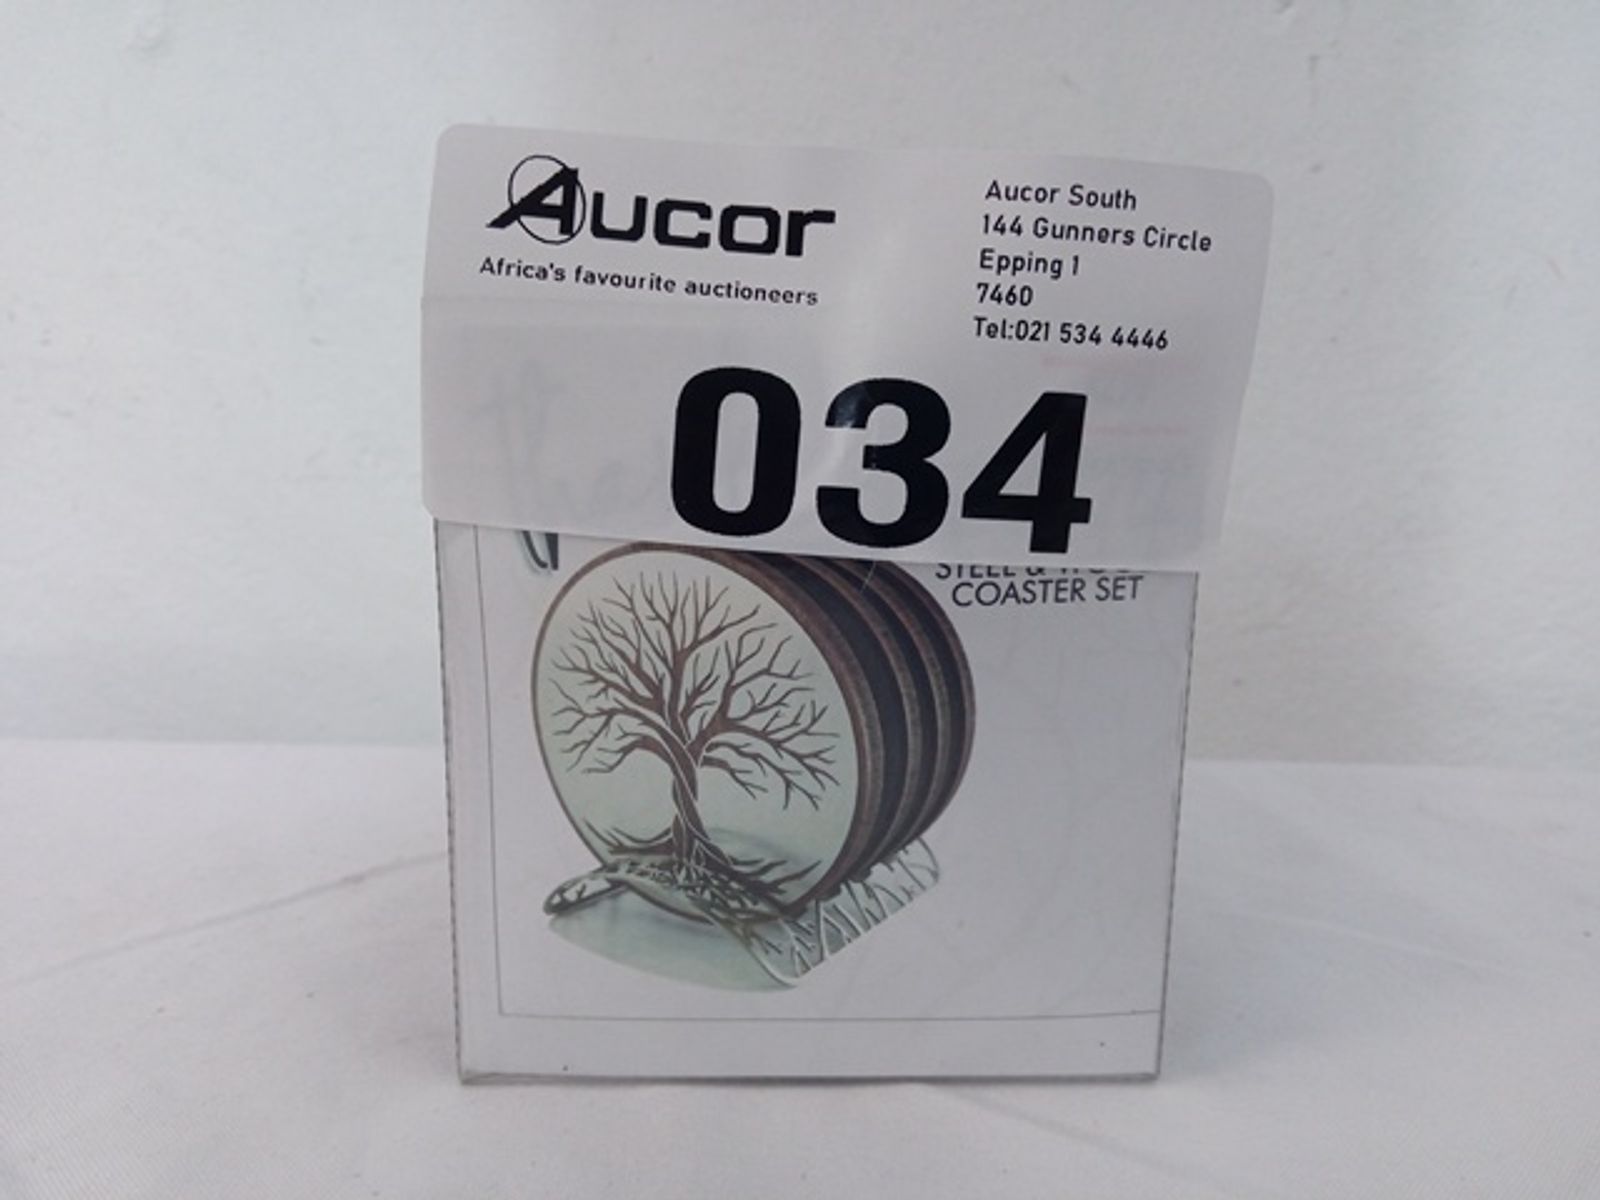 Aucor
Africa's favourite auctioneers
Aucor South
144 Gunners Circle
Epping 1
7460
Tel:021 534 4446
034
STEEL &
COASTER SET